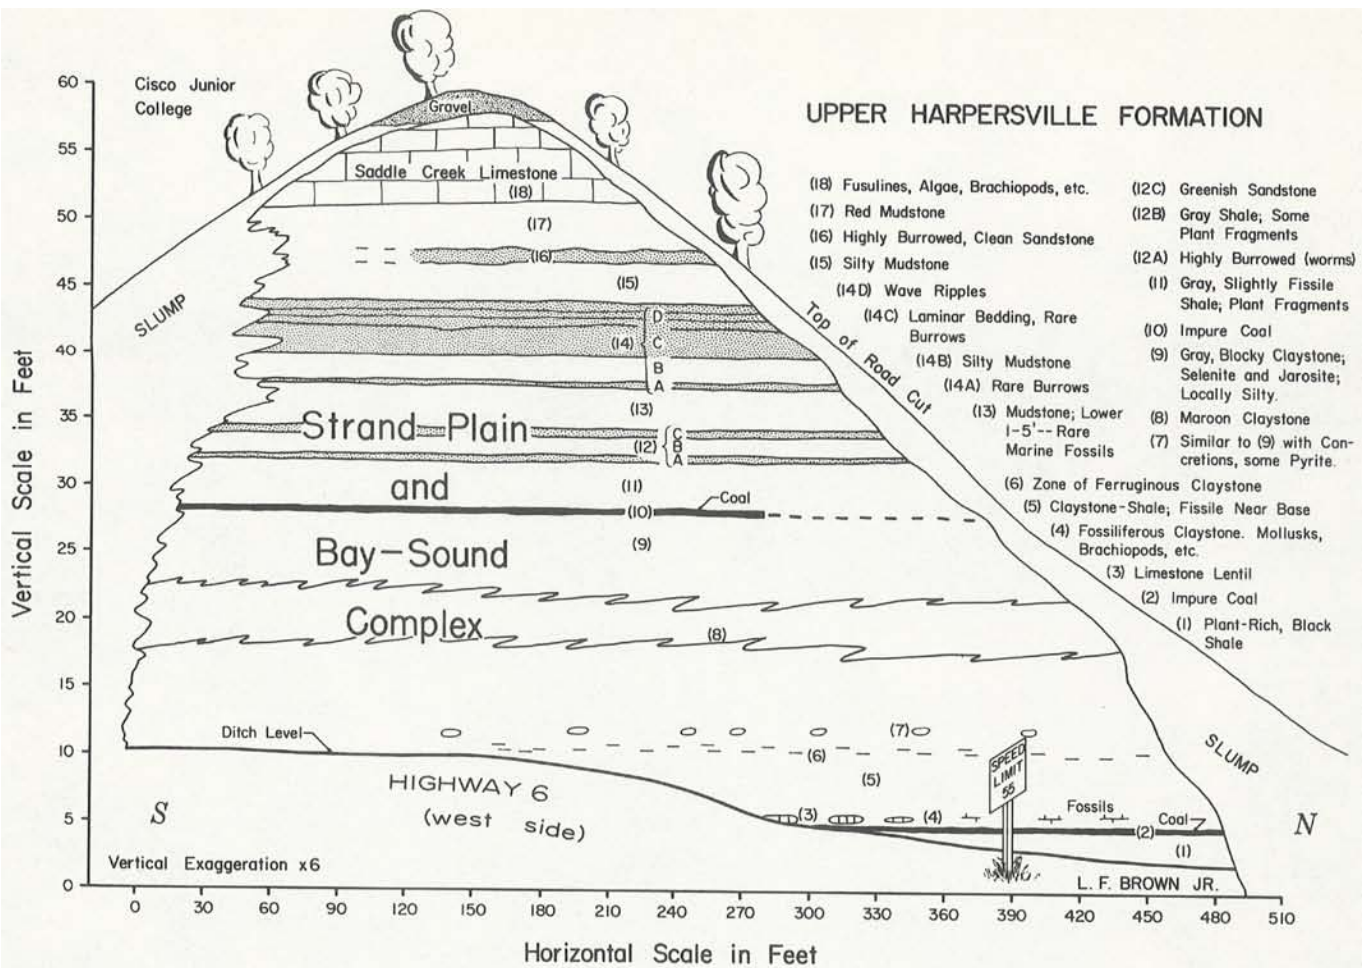 UPPER HARPERSVILLE FORMATION
Cisco Junior
College
Gravel
Saddle Creek Limestone
(18)
(17)
(16)
(15)
SLUMP
Top of Road Cut
(14)
D
C
B
A
(13)
Strand Plain
(12)
C
B
A
and
(11)
Coal
(10)
Bay-Sound
(9)
Complex
(8)
Ditch Level
(7)
(6)
(5)
HIGHWAY 6
(west side)
SPEED
LIMIT
55
Fossils
(3)
(4)
Coal
(2)
(1)
SLUMP
S
N
Vertical Exaggeration x6
L. F. BROWN JR.
(18) Fusulines, Algae, Brachiopods, etc.
(17) Red Mudstone
(16) Highly Burrowed, Clean Sandstone
(15) Silty Mudstone
(14D) Wave Ripples
(14C) Laminar Bedding, Rare
Burrows
(14B) Silty Mudstone
(14A) Rare Burrows
(13) Mudstone; Lower
1-5'-- Rare
Marine Fossils
(12C) Greenish Sandstone
(12B) Gray Shale; Some
Plant Fragments
(12A) Highly Burrowed (worms)
(11) Gray, Slightly Fissile
Shale; Plant Fragments
(10) Impure Coal
(9) Gray, Blocky Claystone;
Selenite and Jarosite;
Locally Silty.
(8) Maroon Claystone
(7) Similar to (9) with Con-
cretions, some Pyrite.
(6) Zone of Ferruginous Claystone
(5) Claystone-Shale; Fissile Near Base
(4) Fossiliferous Claystone. Mollusks,
Brachiopods, etc.
(3) Limestone Lentil
(2) Impure Coal
(1) Plant-Rich, Black
Shale
Vertical Scale in Feet
60
55
50
45
40
35
30
25
20
15
10
5
0
0 30 60 90 120 150 180 210 240 270 300 330 360 390 420 450 480 510
Horizontal Scale in Feet